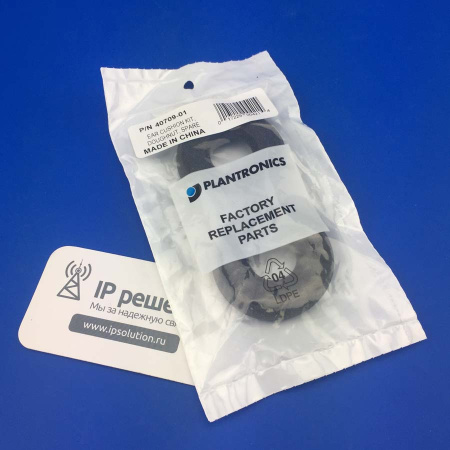 P/N 40709-01
EAR CUSHION KIT,
DOUGHNUT, SPARE
MADE IN CHINA
PLANTRONICS
FACTORY
REPLACEMENT
PARTS
04
LDPE
IP реше
Мы за надежную свя
www.ipsolution.ru